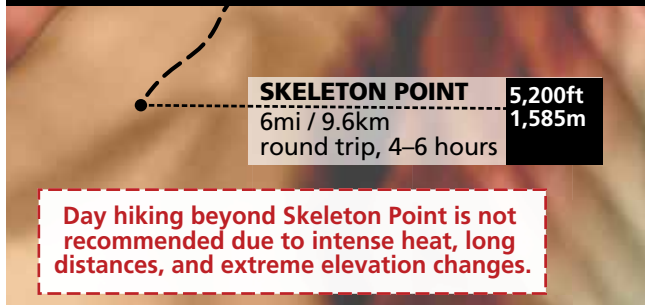 SKELETON POINT
5,200ft
1,585m
6mi / 9.6km
round trip, 4–6 hours
Day hiking beyond Skeleton Point is not
recommended due to intense heat, long
distances, and extreme elevation changes.